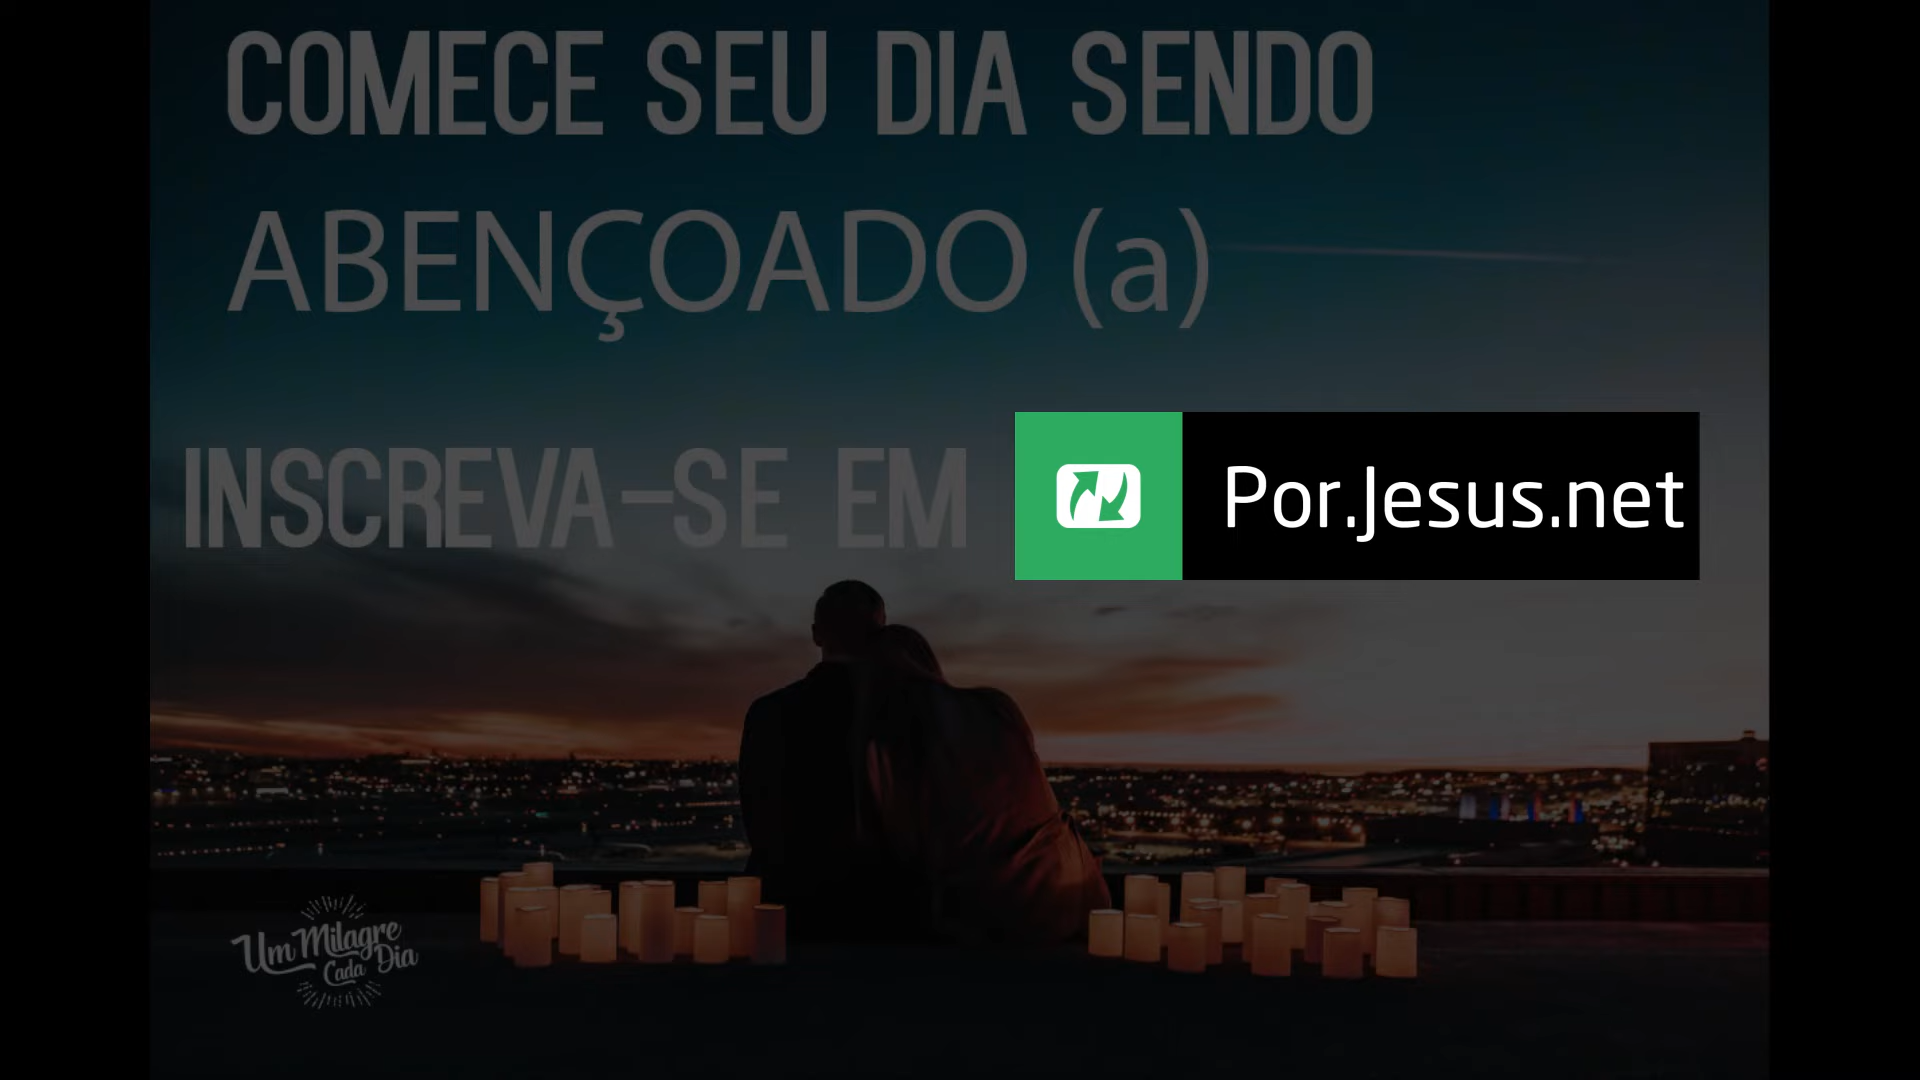 COMECE SEU DIA SENDO
ABENÇOADO (a)
INSCREVA-SE EM
Por.Jesus.net
Um Milagre
Cada Dia